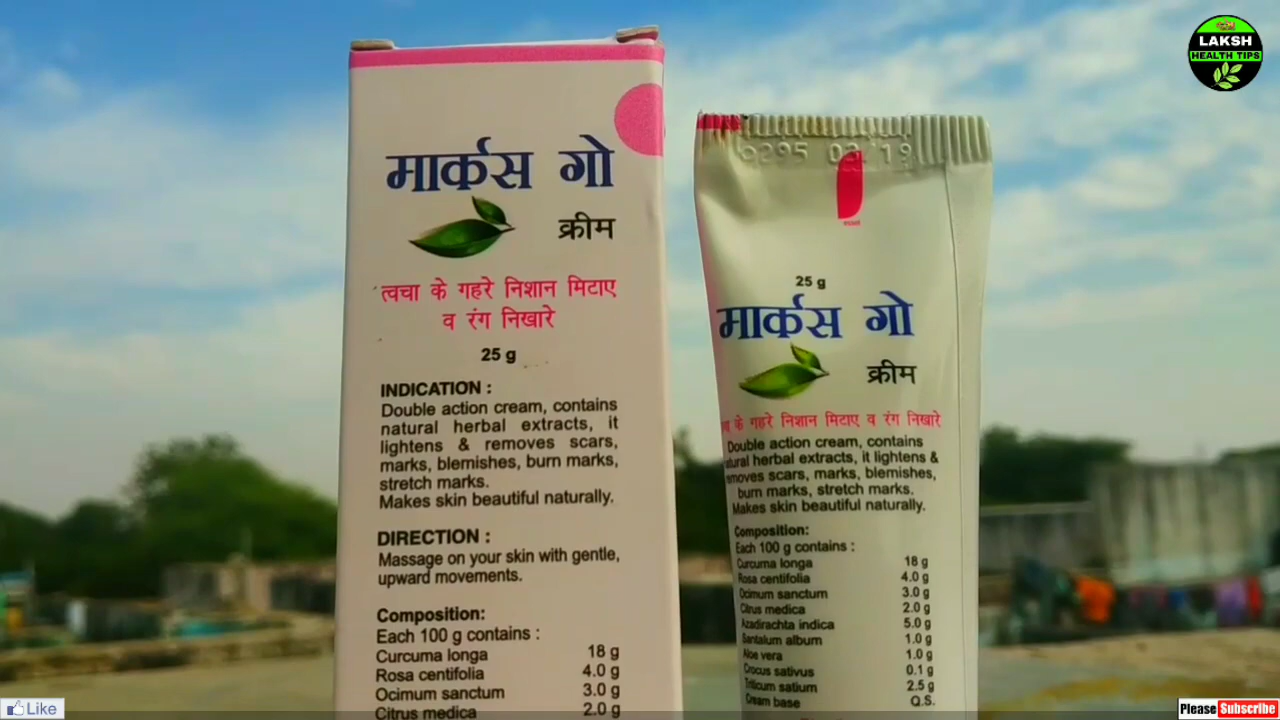 LAKSH
HEALTH TIPS
मार्कस गो
क्रीम
त्वचा के गहरे निशान मिटाए
व रंग निखारे
25 g
INDICATION :
Double action cream, contains
natural herbal extracts, it
lightens & removes scars,
marks, blemishes, burn marks,
stretch marks.
Makes skin beautiful naturally.
DIRECTION :
Massage on your skin with gentle,
upward movements.
Composition:
Each 100 g contains :
Curcuma longa 18 g
Rosa centifolia 4.0 g
Ocimum sanctum 3.0 g
Citrus medica 2.0 g
25 g
मार्कस गो
क्रीम
के गहरे निशान मिटाए व रंग निखारे
Double action cream, contains
natural herbal extracts, it lightens &
removes scars, marks, blemishes,
burn marks, stretch marks.
Makes skin beautiful naturally.
Composition:
Each 100 g contains :
Curcuma longa 18 g
Rosa centifolia 4.0 g
Ocimum sanctum 3.0 g
Citrus medica 2.0 g
Azadirachta indica 5.0 g
Santalum album 1.0 g
Aloe vera 1.0 g
Crocus sativus 0.1 g
Triticum satium 2.5 g
Cream base Q.S.
Like
Please Subscribe